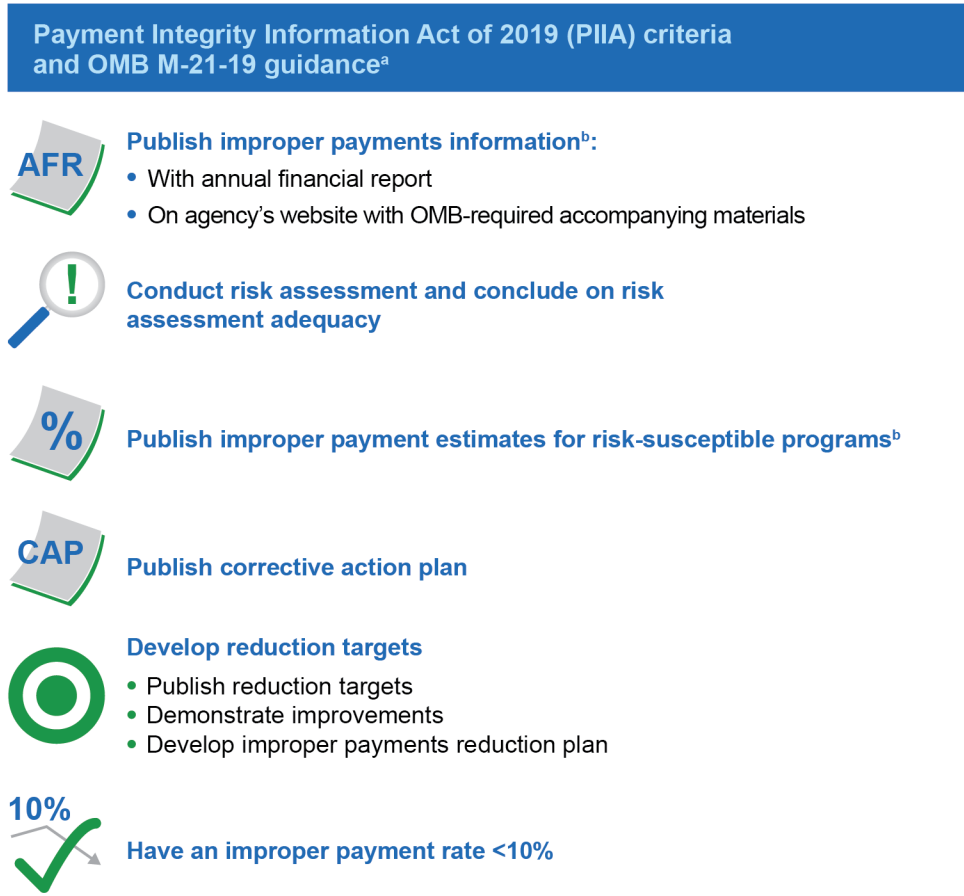 Payment Integrity Information Act of 2019 (PIIA) criteria
and OMB M-21-19 guidanceᵃ
AFR
Publish improper payments informationᵇ:
• With annual financial report
• On agency's website with OMB-required accompanying materials
!
Conduct risk assessment and conclude on risk
assessment adequacy
%
Publish improper payment estimates for risk-susceptible programsᵇ
CAP
Publish corrective action plan
Develop reduction targets
• Publish reduction targets
• Demonstrate improvements
• Develop improper payments reduction plan
10%
Have an improper payment rate <10%